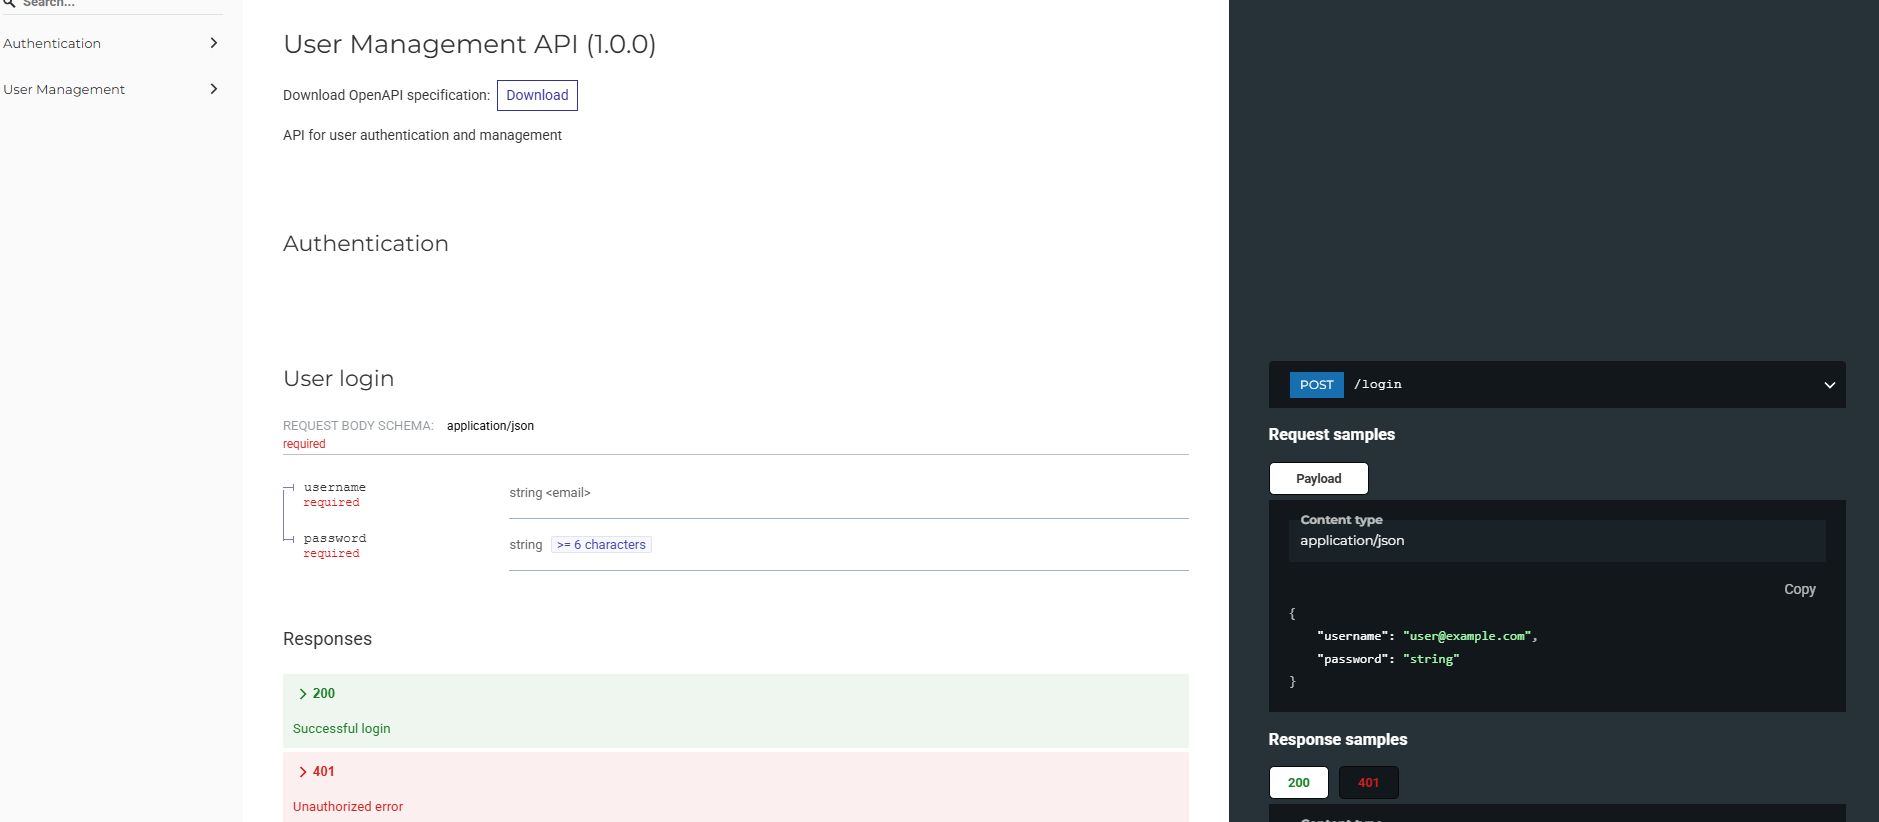 Search...
Authentication
User Management
User Management API (1.0.0)
Download OpenAPI specification: Download
API for user authentication and management
Authentication
User login
REQUEST BODY SCHEMA: application/json
required
username
required
string <email>
password
required
string >= 6 characters
Responses
200
Successful login
401
Unauthorized error
POST /login
Request samples
Payload
Content type
application/json
Copy
{
"username": "user@example.com",
"password": "string"
}
Response samples
200 401
Content type